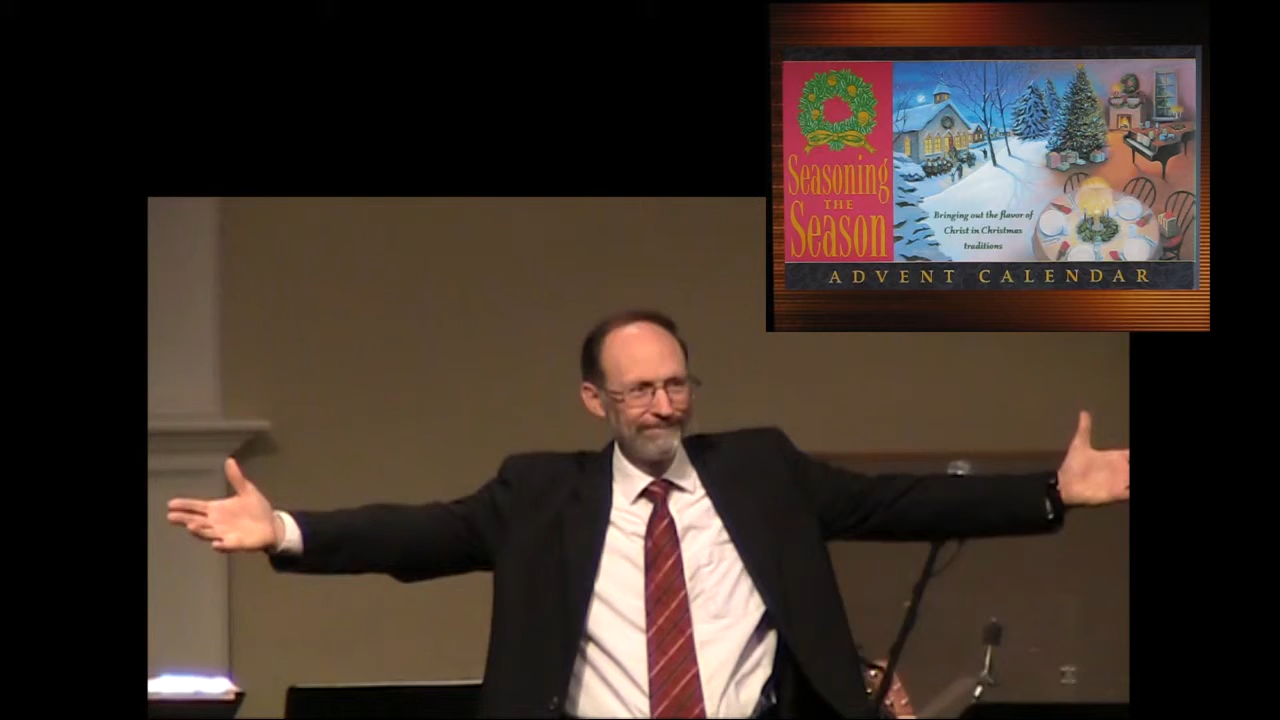 Seasoning
THE
Season
Bringing out the flavor of
Christ in Christmas
traditions
ADVENT CALENDAR